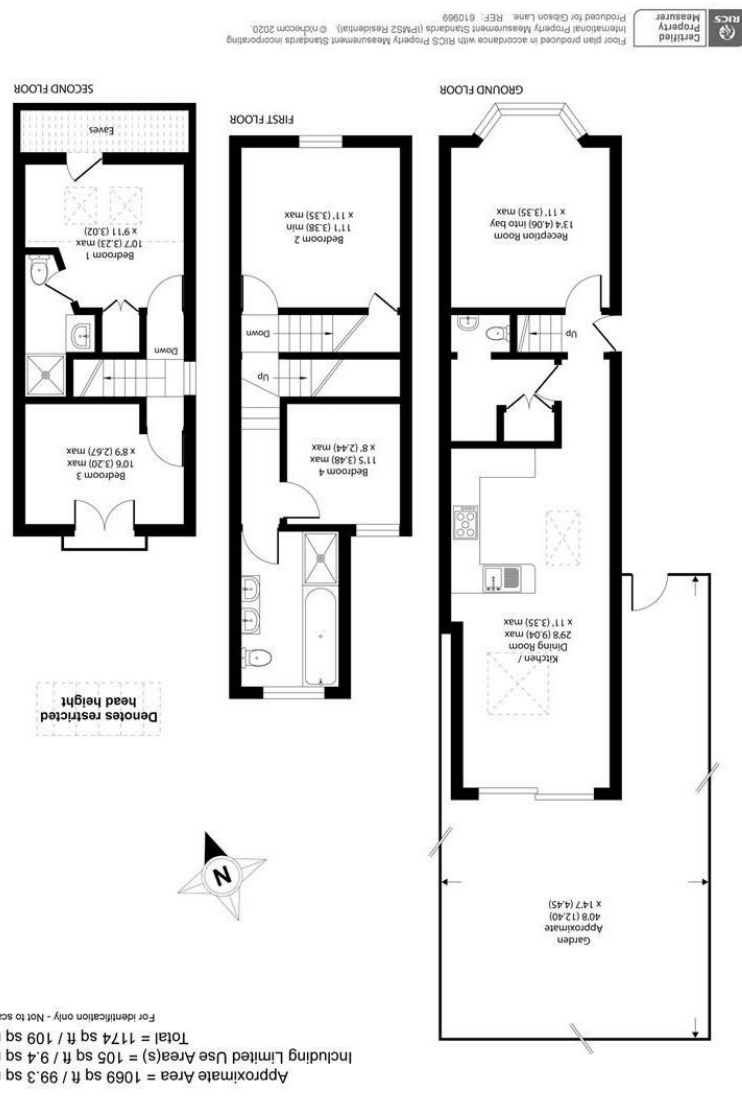 Approximate Area = 1069 sq ft / 99.3 sq
Including Limited Use Area(s) = 105 sq ft / 9.4 sq
Total = 1174 sq ft / 109 sq
For identification only - Not to sca
Garden
Approximate
40'8 (12.40)
x 14'7 (4.45)
N
Denotes restricted
head height
Kitchen /
Dining Room
29'8 (9.04) max
x 11' (3.35) max
Up
Reception Room
13'4 (4.06) into bay
x 11' (3.35) max
GROUND FLOOR
Bedroom 4
11'5 (3.48) max
x 8' (2.44) max
Up
Down
Bedroom 2
11'1 (3.38) min
x 11' (3.35) max
FIRST FLOOR
Bedroom 3
10'6 (3.20) max
x 8'9 (2.67) max
Down
Bedroom 1
10'7 (3.23) max
x 9'11 (3.02)
Eaves
SECOND FLOOR
RICS
Certified
Property
Measurer
Floor plan produced in accordance with RICS Property Measurement Standards incorporating
International Property Measurement Standards (IPMS2 Residential). © nichecom 2020.
Produced for Gibson Lane. REF: 610969